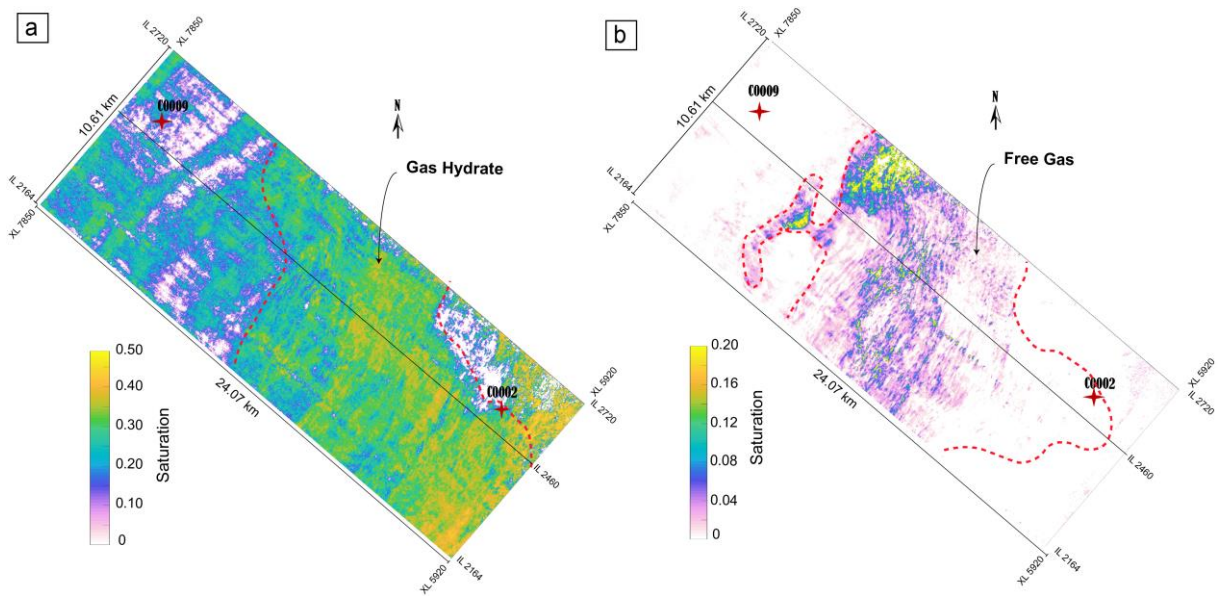 a
IL 2720
XL 7850
C0009
10.61 km
N
Gas Hydrate
IL 2164
XL 7850
0.50
0.40
0.30
0.20
0.10
0
Saturation
24.07 km
C0002
XL 5920
IL 2720
IL 2460
IL 2164
XL 5920
b
IL 2720
XL 7850
C0009
10.61 km
N
Free Gas
IL 2164
XL 7850
0.20
0.16
0.12
0.08
0.04
0
Saturation
24.07 km
C0002
XL 5920
IL 2720
IL 2460
IL 2164
XL 5920